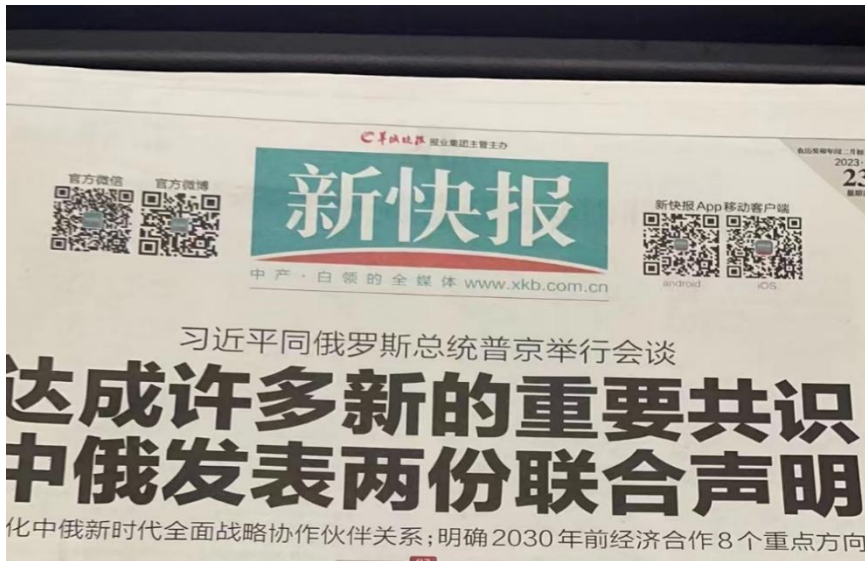 羊城晚报 报业集团主管主办
官方微信 官方微博
新快报
中产·白领的全媒体 www.xkb.com.cn
新快报App移动客户端
android iOS
2023·
23
习近平同俄罗斯总统普京举行会谈
达成许多新的重要共识
中俄发表两份联合声明
化中俄新时代全面战略协作伙伴关系;明确2030年前经济合作8个重点方向